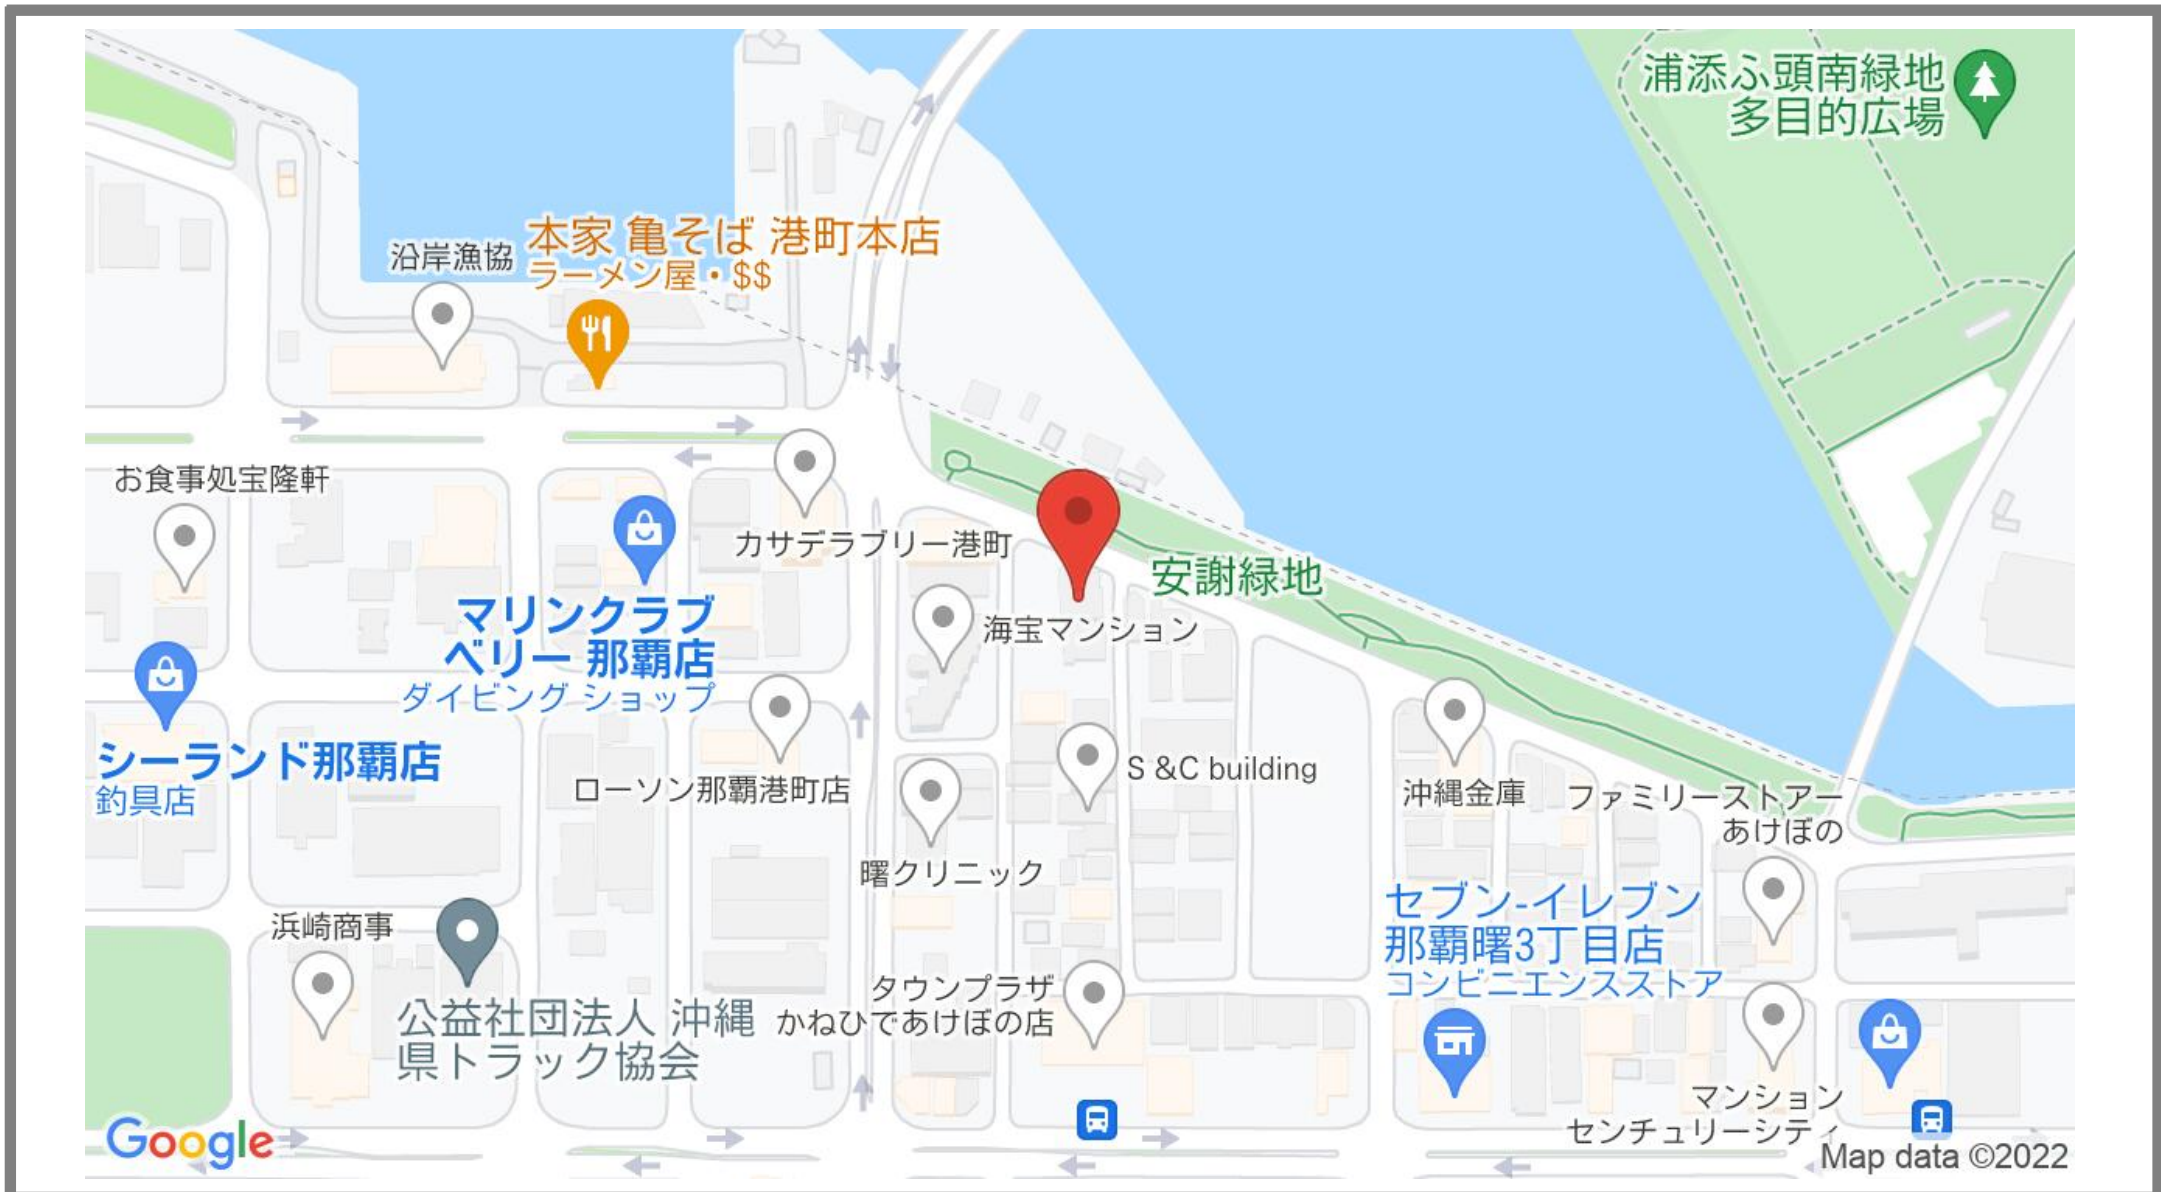 浦添ふ頭南緑地
多目的広場
本家 亀そば 港町本店
ラーメン屋・$$
沿岸漁協
お食事処宝隆軒
カサデラブリー港町
安謝緑地
マリンクラブ
ベリー 那覇店
ダイビング ショップ
海宝マンション
シーランド那覇店
釣具店
ローソン那覇港町店
S &C building
沖縄金庫
ファミリーストアー
あけぼの
曙クリニック
浜崎商事
セブン-イレブン
那覇曙3丁目店
コンビニエンスストア
公益社団法人 沖縄
県トラック協会
タウンプラザ
かねひであけぼの店
マンション
センチュリーシティ
Google
Map data ©2022